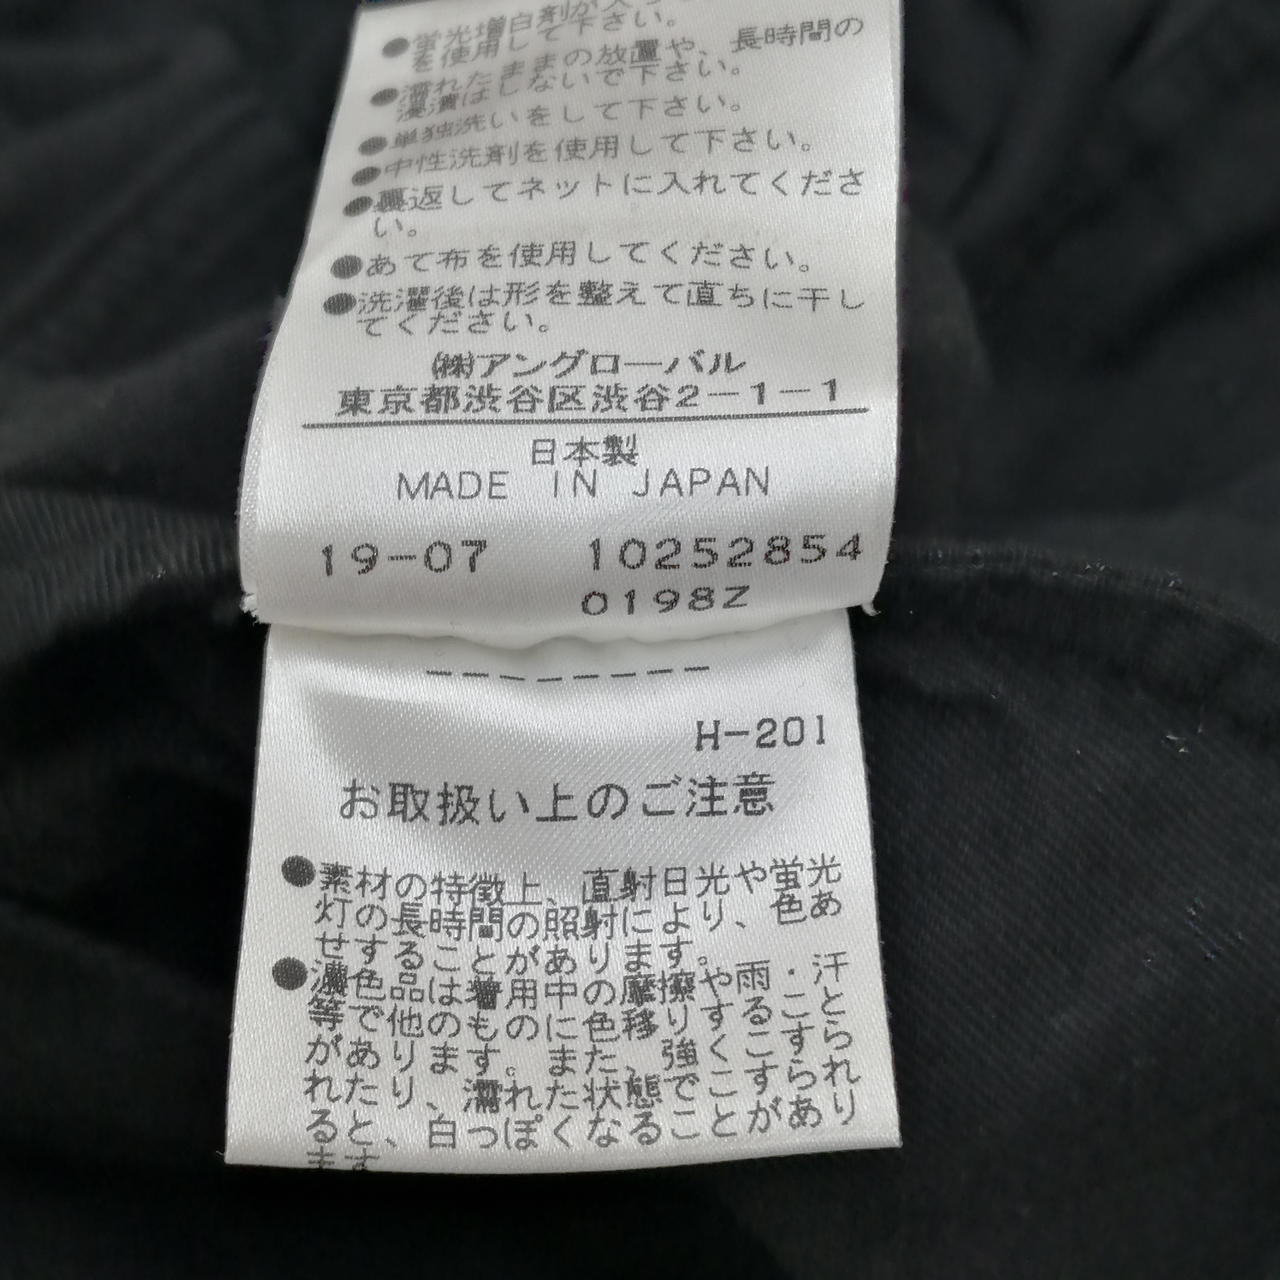 ●蛍光増白剤が入
を使用して下さい。
●濡れたままの放置や、長時間の
浸漬はしないで下さい。
●単独洗いをして下さい。
●中性洗剤を使用して下さい。
●裏返してネットに入れてくださ
い。
●あて布を使用してください。
●洗濯後は形を整えて直ちに干し
てください。
㈱アングローバル
東京都渋谷区渋谷2-1-1
日本製
MADE IN JAPAN
19-07 10252854
0198Z
--------
H-201
お取扱い上のご注意
●素材の特徴上、直射日光や蛍光
灯の長時間の照射により、色あ
せすることがあります。
●濃色品は着用中の摩擦や雨・汗
等で他のものに色移りすること
があります。また、強くこすら
れたり、濡れた状態でこすられ
ると、白っぽくなることがあり
ます